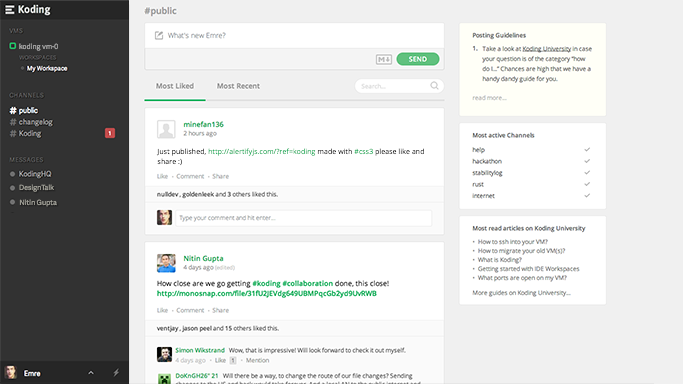 Koding
VMS
koding vm-0
WORKSPACES
My Workspace
CHANNELS
# public
# changelog
# Koding
1
MESSAGES
KodingHQ
DesignTalk
Nitin Gupta
Emre
#public
What's new Emre?
M↓
SEND
Most Liked
Most Recent
Search...
minefan136
2 hours ago
Just published, http://alertifyjs.com/?ref=koding made with #css3 please like and
share :)
Like · Comment · Share
nulldev , goldenleek and 3 others liked this.
Type your comment and hit enter...
Nitin Gupta
4 days ago (edited)
How close are we go getting #koding #collaboration done, this close!
http://monosnap.com/file/31fU2JEVdg649UBMPqcGb2yd9UvRWB
Like · Comment · Share
ventjay , jason peel and 15 others liked this.
Simon Wikstrand Wow, that is impressive! Will look forward to check it out myself.
4 days ago · Like 1 · Mention
DoKnGH26" 21 Will there be a way, to change the route of our file changes? Sending
Posting Guidelines
1. Take a look at Koding University in case
your question is of the category "how
do I..." Chances are high that we have a
handy dandy guide for you.
read more...
Most active Channels
help
hackathon
stabilitylog
rust
internet
Most read articles on Koding University
• How to ssh into your VM?
• How to migrate your old VM(s)?
• What is Koding?
• Getting started with IDE Workspaces
• What ports are open on my VM?
More guides on Koding University...